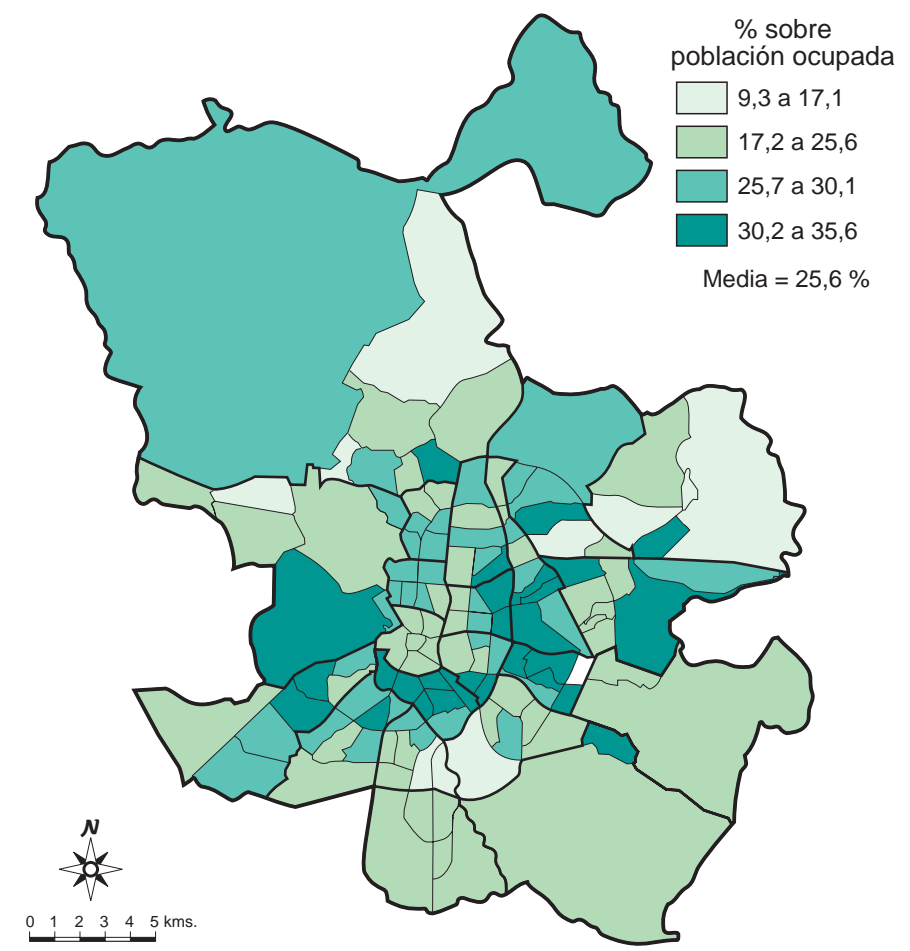 % sobre
población ocupada
9,3 a 17,1
17,2 a 25,6
25,7 a 30,1
30,2 a 35,6
Media = 25,6 %
N
0 1 2 3 4 5 kms.